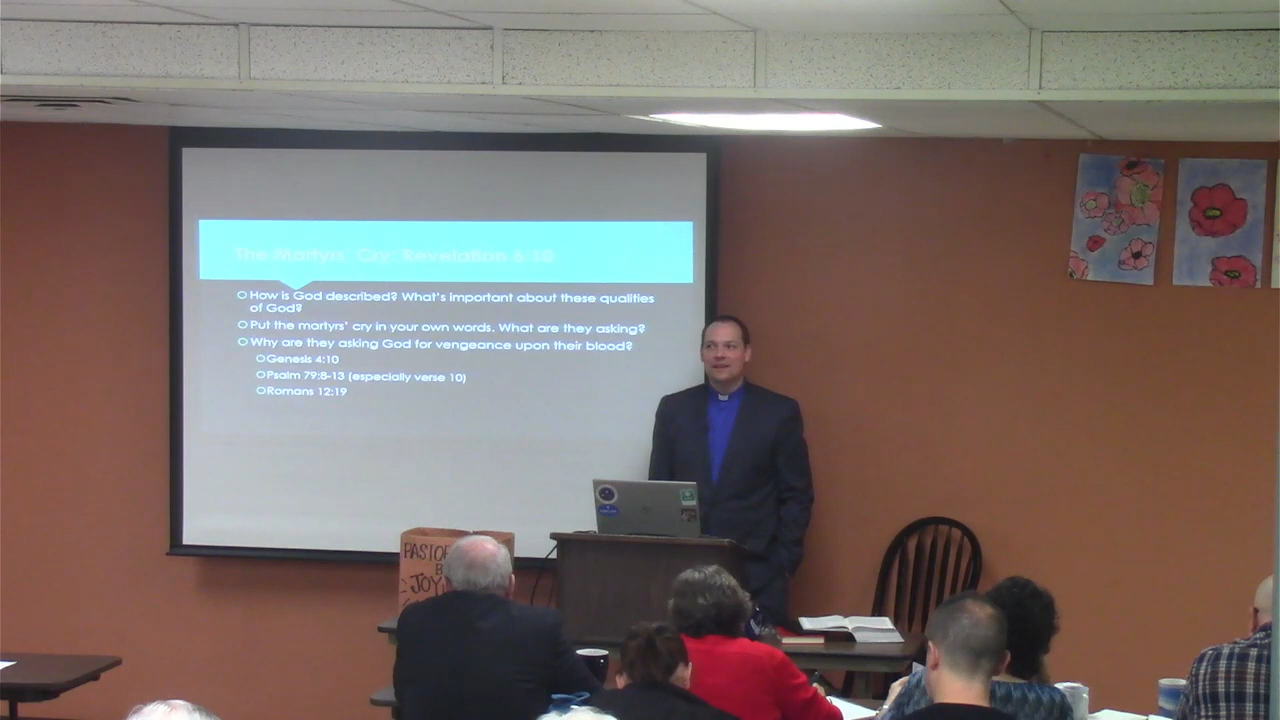 The Martyrs' Cry: Revelation 6:10
How is God described? What's important about these qualities
of God?
Put the martyrs' cry in your own words. What are they asking?
Why are they asking God for vengeance upon their blood?
Genesis 4:10
Psalm 79:8-13 (especially verse 10)
Romans 12:19
PASTOR
B
JOY